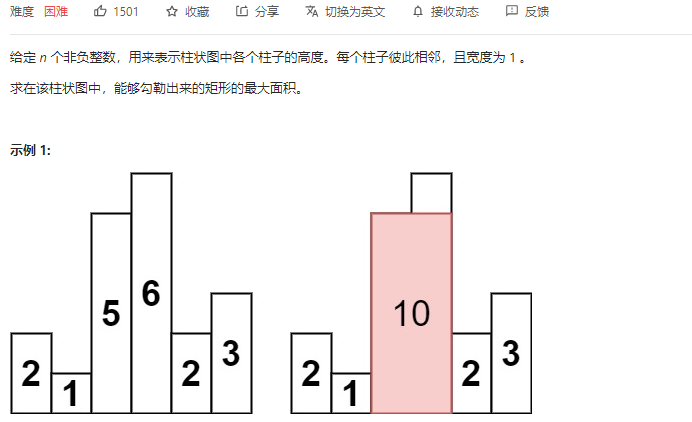 难度 困难 1501 收藏 分享 切换为英文 接收动态 反馈
给定 n 个非负整数，用来表示柱状图中各个柱子的高度。每个柱子彼此相邻，且宽度为 1 。
求在该柱状图中，能够勾勒出来的矩形的最大面积。
示例 1:
2 1 5 6 2 3
2 1 10 2 3